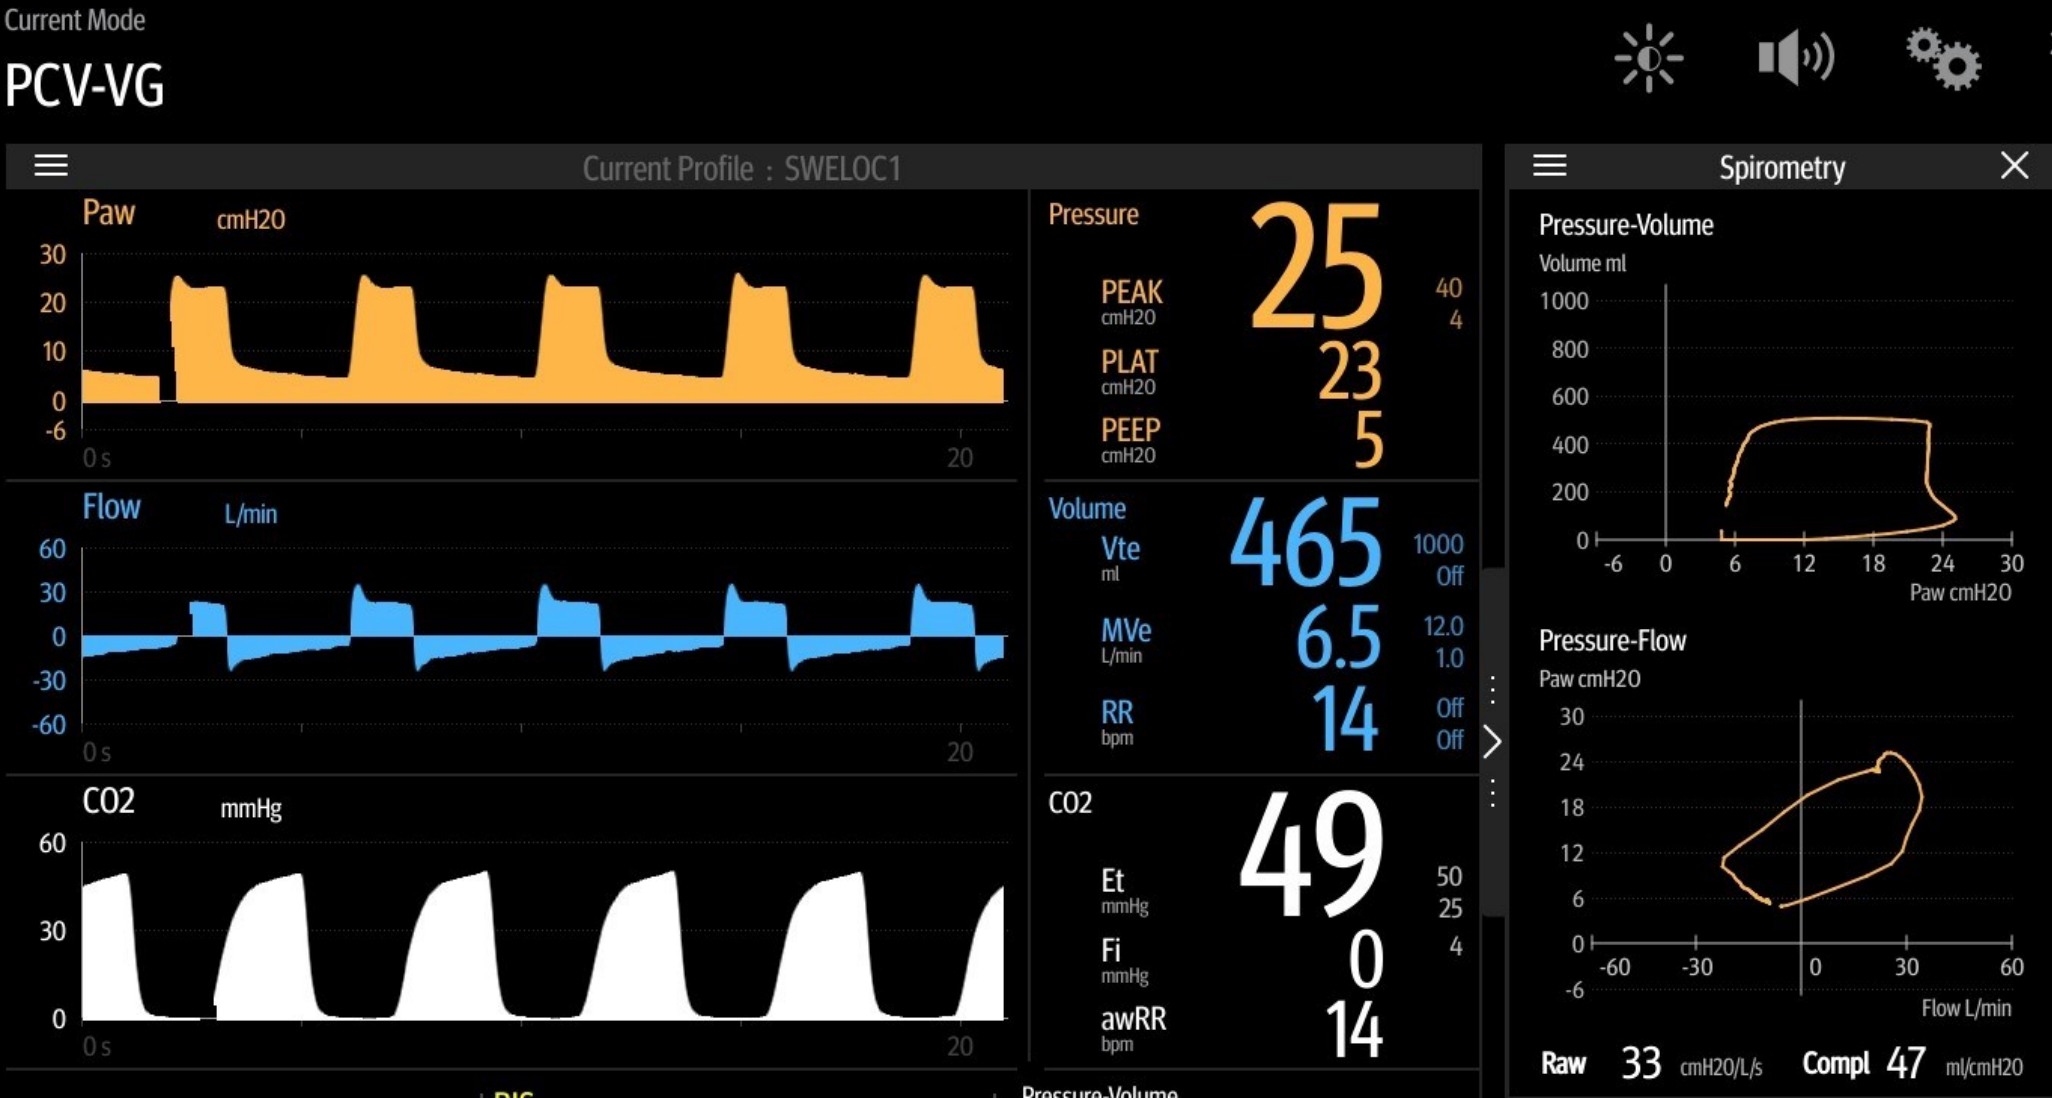 Current Mode
PCV-VG
Current Profile : SWELOC1
Paw cmH2O
30
20
10
0
-6
0 s 20
Pressure
25
PEAK
cmH2O
40
4
PLAT
cmH2O
23
PEEP
cmH2O
5
Flow L/min
60
30
0
-30
-60
0 s 20
Volume
Vte
ml
465
1000
Off
MVe
L/min
6.5
12.0
1.0
RR
bpm
14
Off
Off
CO2 mmHg
60
30
0
0 s 20
CO2
49
Et
mmHg
50
25
Fi
mmHg
0
4
awRR
bpm
14
Spirometry
Pressure-Volume
Volume ml
1000
800
600
400
200
0
-6 0 6 12 18 24 30
Paw cmH2O
Pressure-Flow
Paw cmH2O
30
24
18
12
6
0
-60 -30 0 30 60
-6
Flow L/min
Raw 33 cmH2O/L/s Compl 47 ml/cmH2O
Pressure-Volume